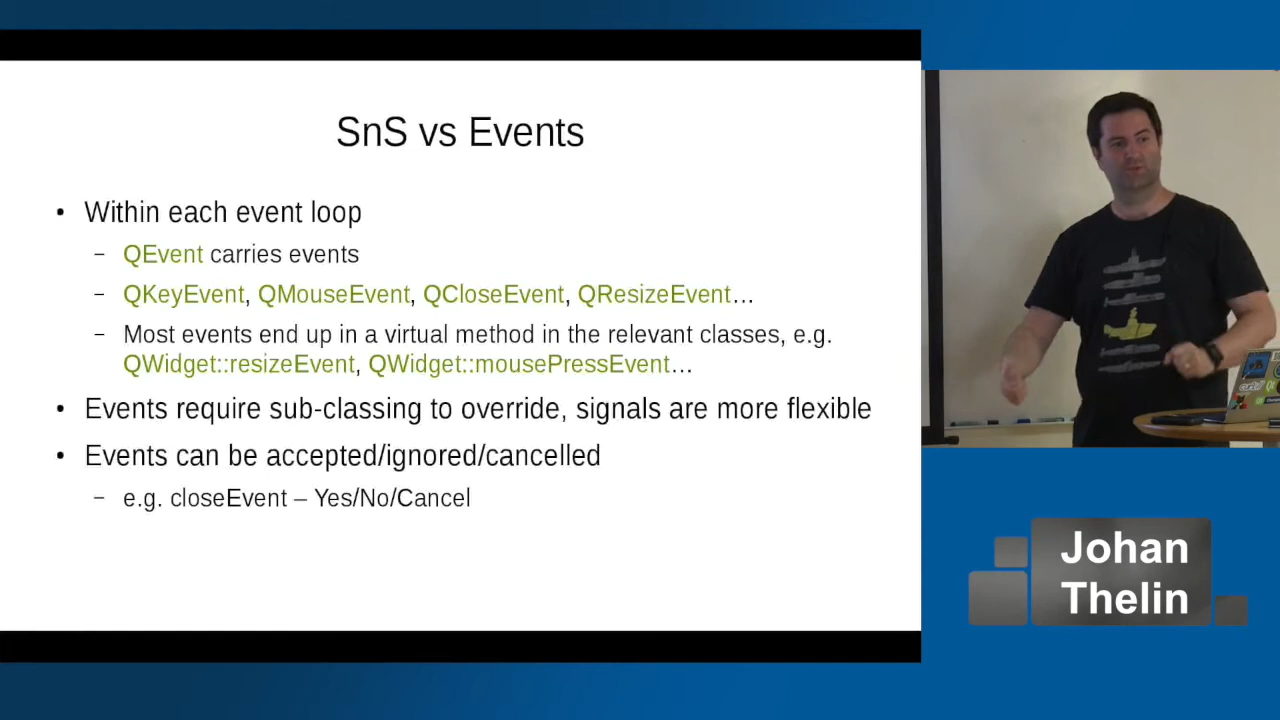 SnS vs Events
• Within each event loop
– QEvent carries events
– QKeyEvent, QMouseEvent, QCloseEvent, QResizeEvent…
– Most events end up in a virtual method in the relevant classes, e.g.
QWidget::resizeEvent, QWidget::mousePressEvent…
• Events require sub-classing to override, signals are more flexible
• Events can be accepted/ignored/cancelled
– e.g. closeEvent – Yes/No/Cancel
Johan
Thelin